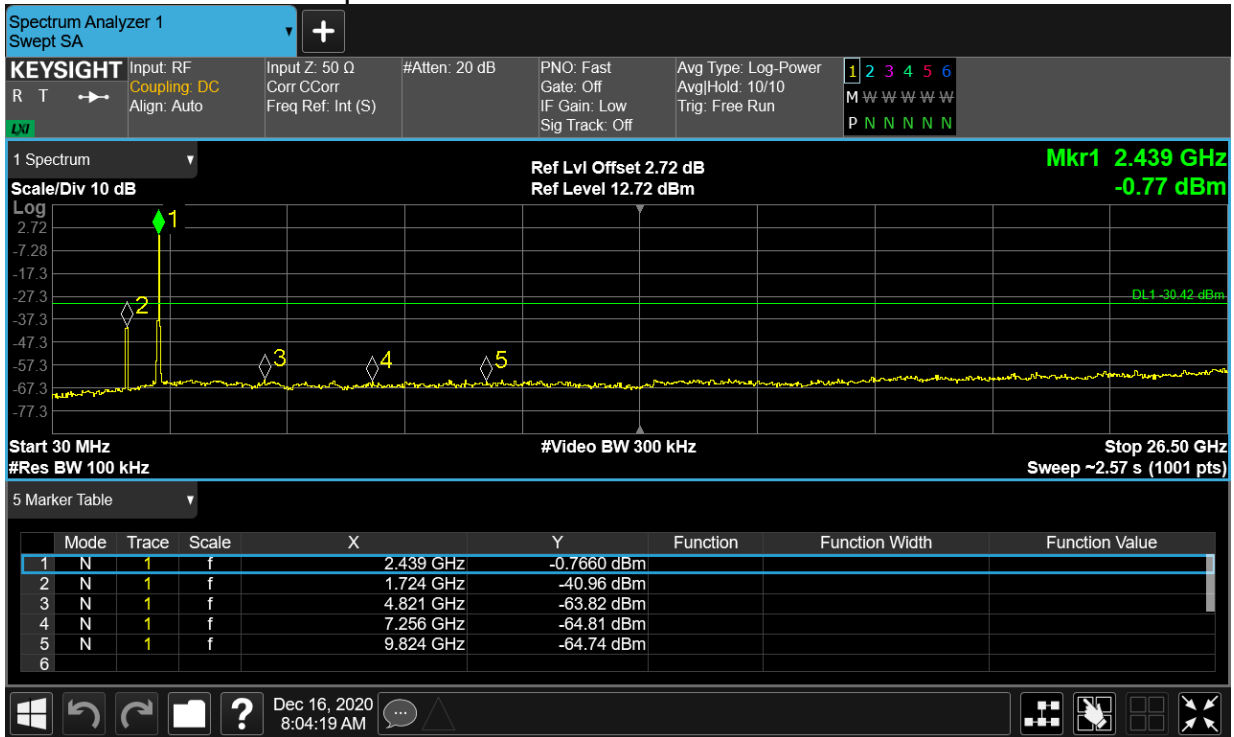 Spectrum Analyzer 1
Swept SA
+
KEYSIGHT
R T
LXI
Input: RF
Coupling: DC
Align: Auto
Input Z: 50 Ω
Corr CCorr
Freq Ref: Int (S)
#Atten: 20 dB
PNO: Fast
Gate: Off
IF Gain: Low
Sig Track: Off
Avg Type: Log-Power
Avg|Hold: 10/10
Trig: Free Run
1 2 3 4 5 6
M W W W W W
P N N N N N
1 Spectrum
Scale/Div 10 dB
Ref Lvl Offset 2.72 dB
Ref Level 12.72 dBm
Mkr1 2.439 GHz
-0.77 dBm
Log
2.72
-7.28
-17.3
-27.3
-37.3
-47.3
-57.3
-67.3
-77.3
1
2
3
4
5
DL1 -30.42 dBm
Start 30 MHz
#Video BW 300 kHz
Stop 26.50 GHz
#Res BW 100 kHz
Sweep ~2.57 s (1001 pts)
5 Marker Table
Mode Trace Scale X Y Function Function Width Function Value
1 N 1 f 2.439 GHz -0.7660 dBm
2 N 1 f 1.724 GHz -40.96 dBm
3 N 1 f 4.821 GHz -63.82 dBm
4 N 1 f 7.256 GHz -64.81 dBm
5 N 1 f 9.824 GHz -64.74 dBm
6
?
Dec 16, 2020
8:04:19 AM